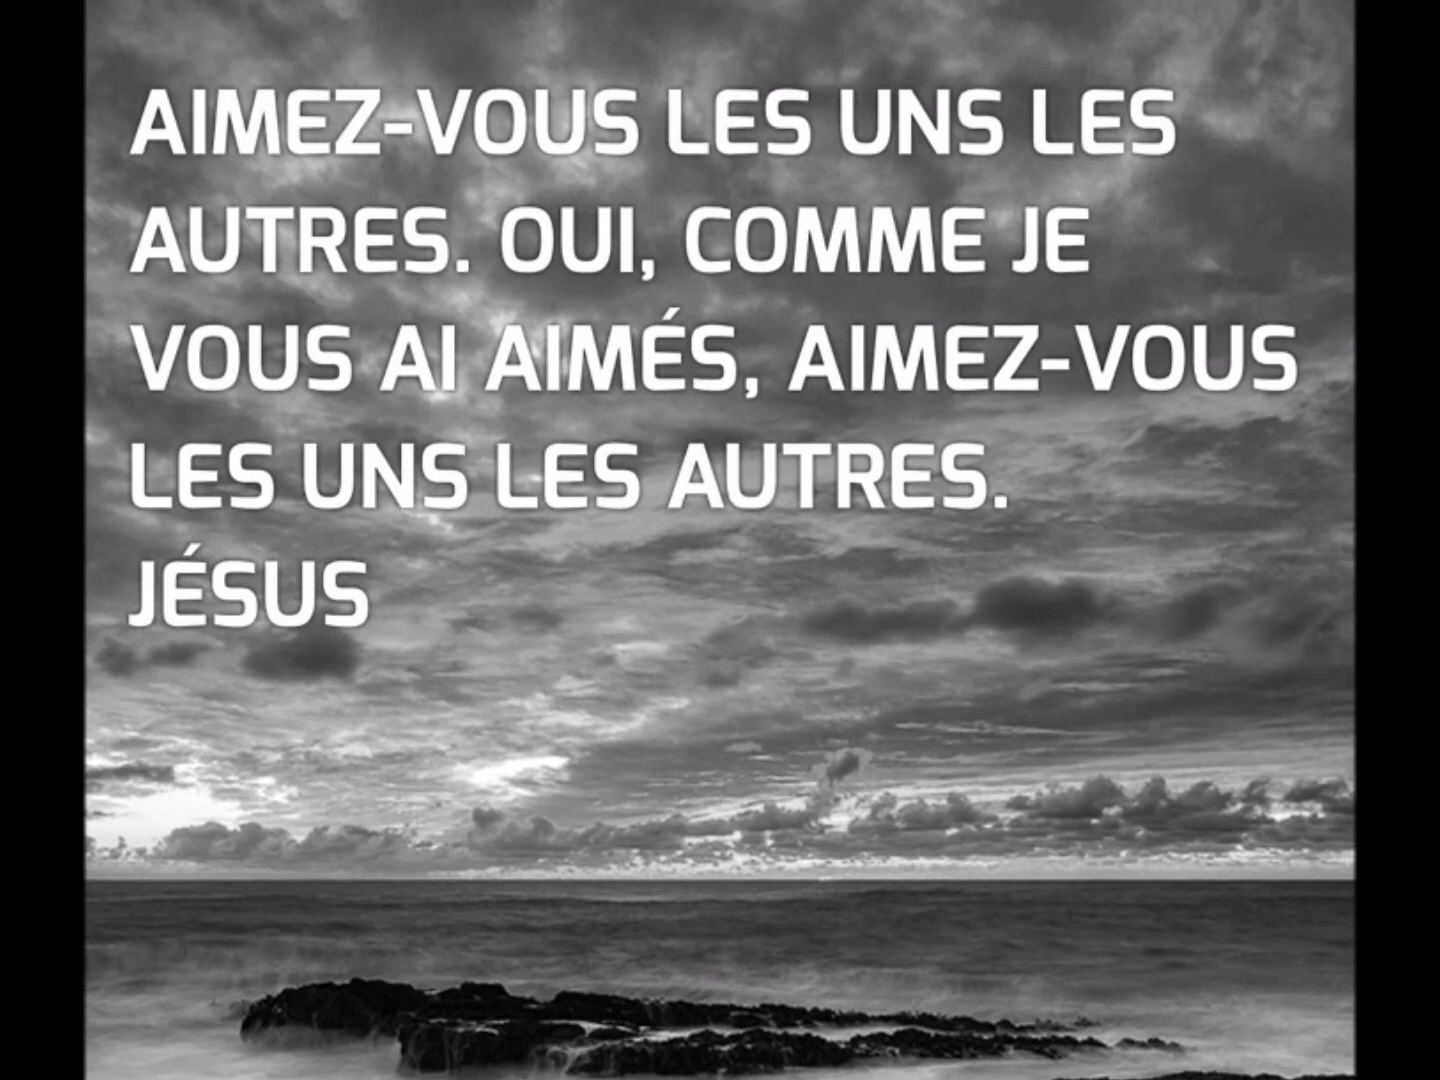 AIMEZ-VOUS LES UNS LES
AUTRES. OUI, COMME JE
VOUS AI AIMÉS, AIMEZ-VOUS
LES UNS LES AUTRES.
JÉSUS